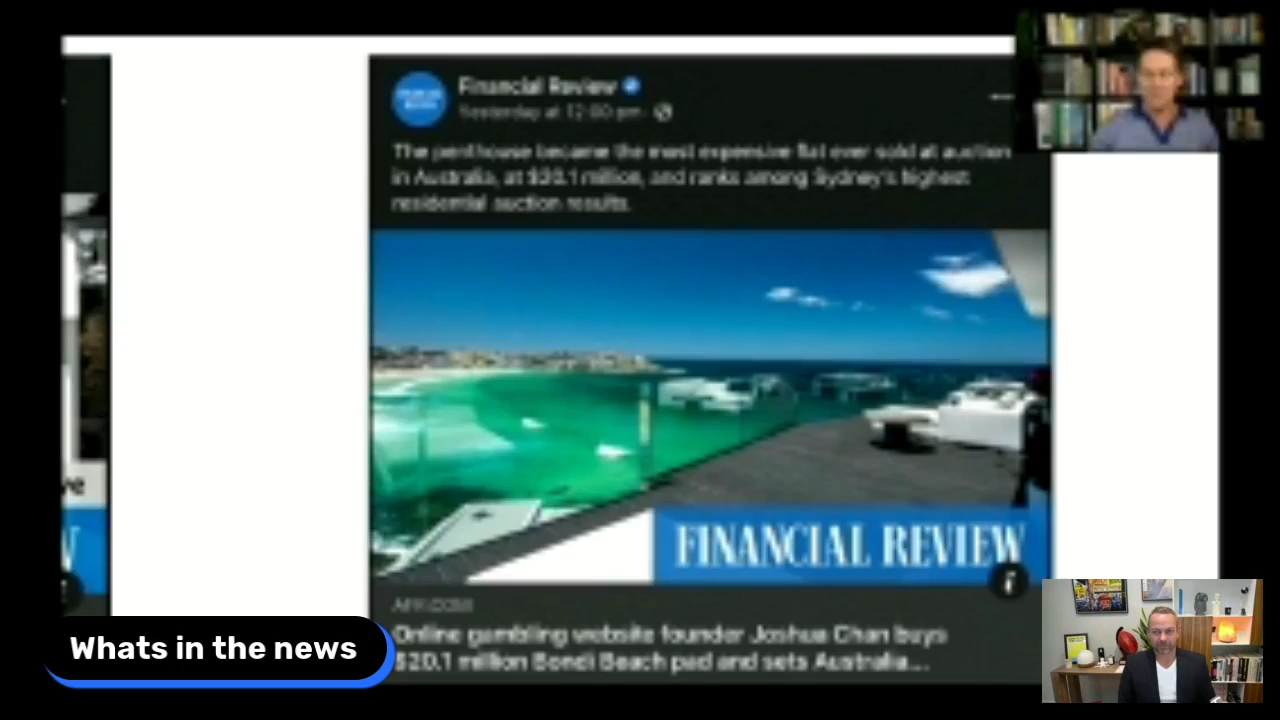 Financial Review
Yesterday at 12:00 pm
The penthouse became the most expensive flat ever sold at auction
in Australia, at $20.1 million, and ranks among Sydney's highest
residential auction results.
ve
W
FINANCIAL REVIEW
AFR.COM
Online gambling website founder Joshua Chan buys
$20.1 million Bondi Beach pad and sets Australia...
Whats in the news